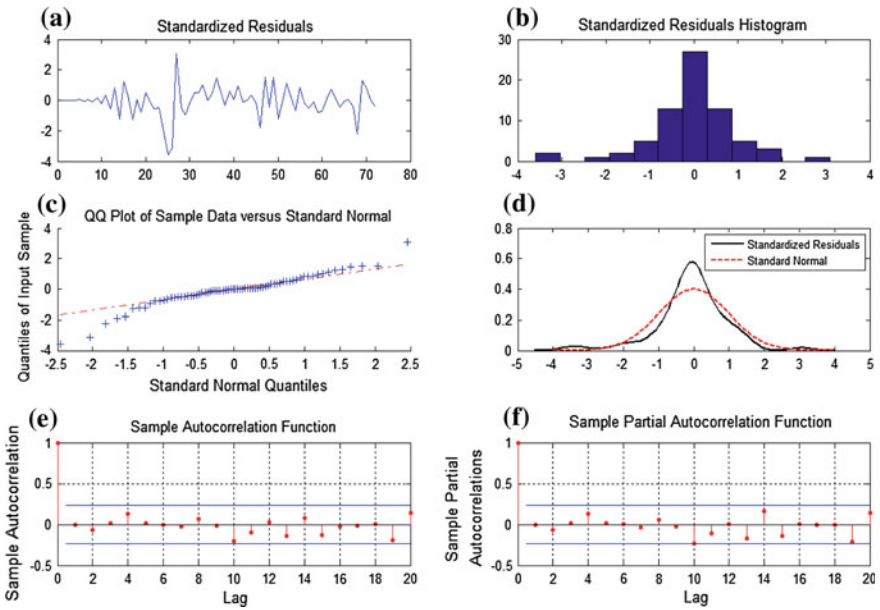 (a)
Standardized Residuals
4
2
0
-2
-4
0 10 20 30 40 50 60 70 80
(b)
Standardized Residuals Histogram
30
20
10
0
-4 -3 -2 -1 0 1 2 3 4
(c)
QQ Plot of Sample Data versus Standard Normal
Quantiles of Input Sample
4
2
0
-2
-4
-2.5 -2 -1.5 -1 -0.5 0 0.5 1 1.5 2 2.5
Standard Normal Quantiles
(d)
0.8
0.6
0.4
0.2
0
Standardized Residuals
Standard Normal
-5 -4 -3 -2 -1 0 1 2 3 4 5
(e)
Sample Autocorrelation Function
Sample Autocorrelation
1
0.5
0
-0.5
0 2 4 6 8 10 12 14 16 18 20
Lag
(f)
Sample Partial Autocorrelation Function
Sample Partial
Autocorrelations
1
0.5
0
-0.5
0 2 4 6 8 10 12 14 16 18 20
Lag